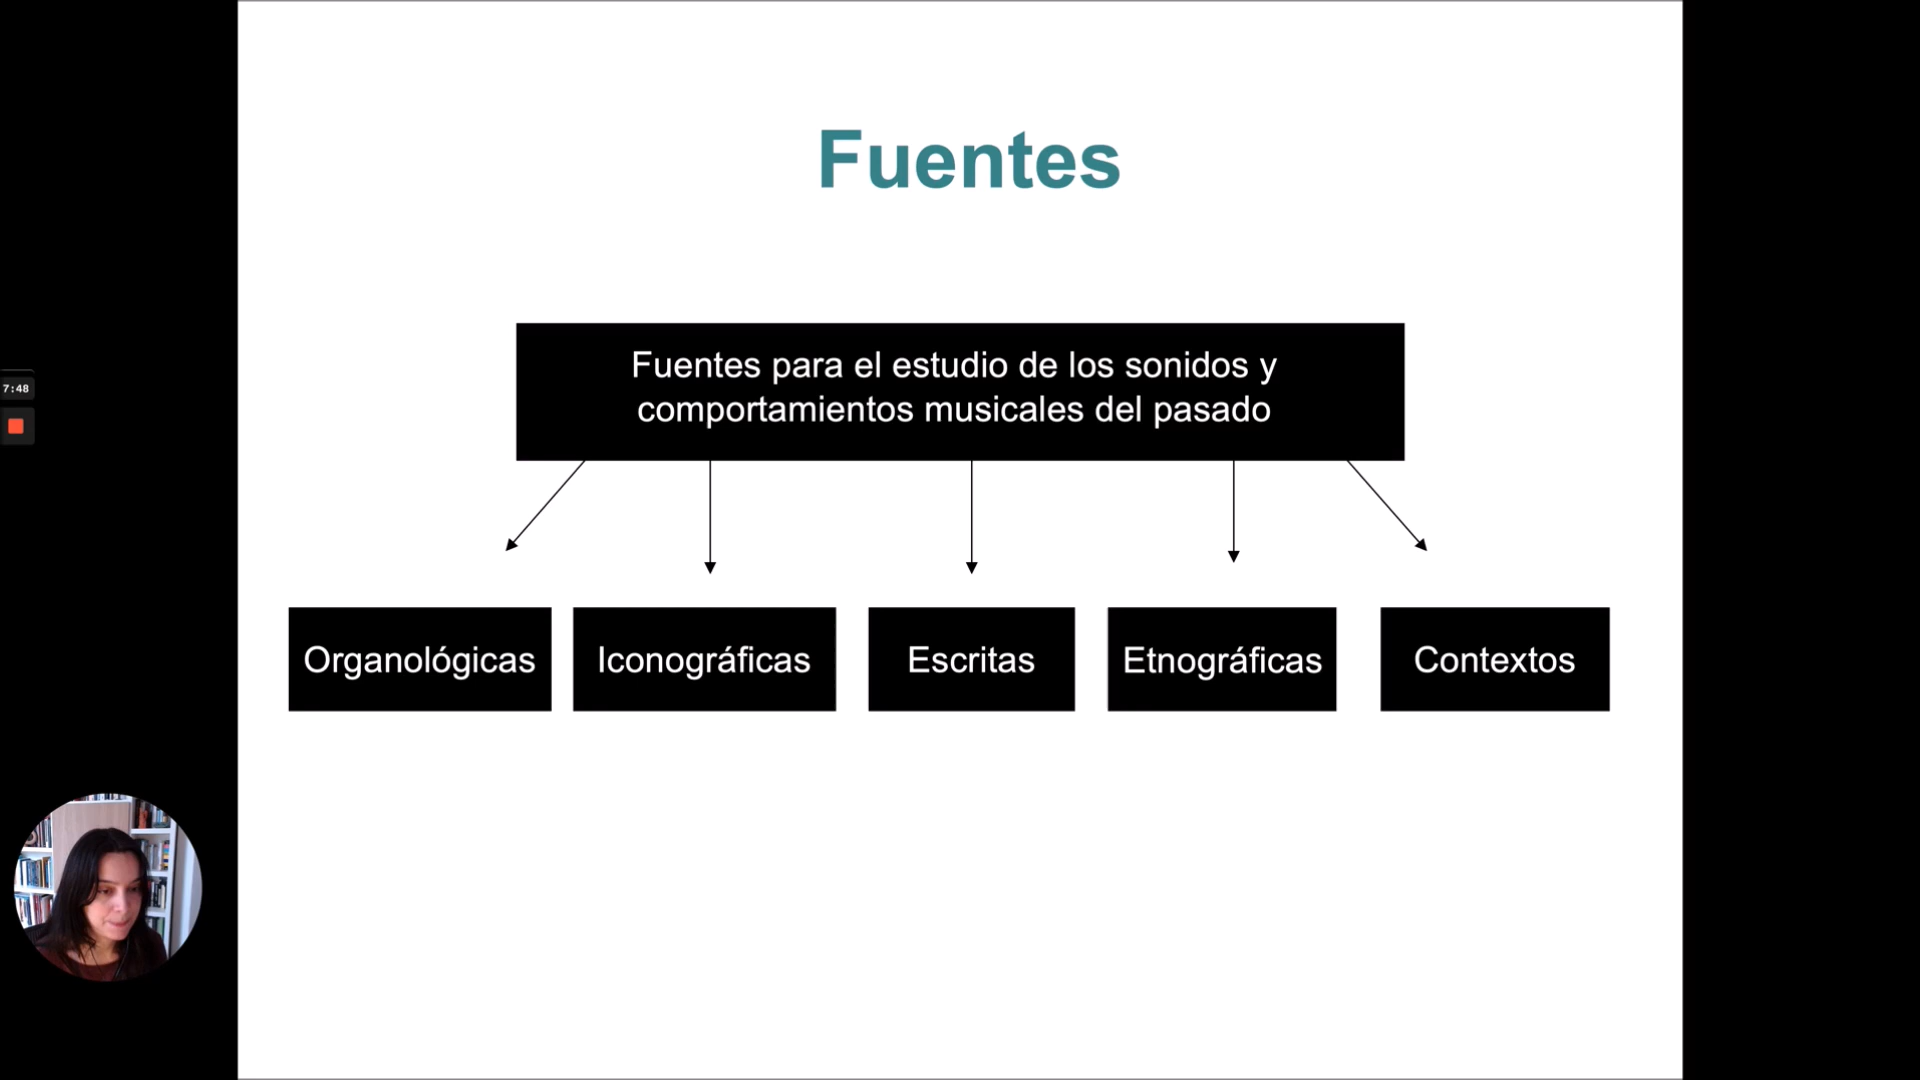 Fuentes
Fuentes para el estudio de los sonidos y
comportamientos musicales del pasado
Organológicas
Iconográficas
Escritas
Etnográficas
Contextos
7:48